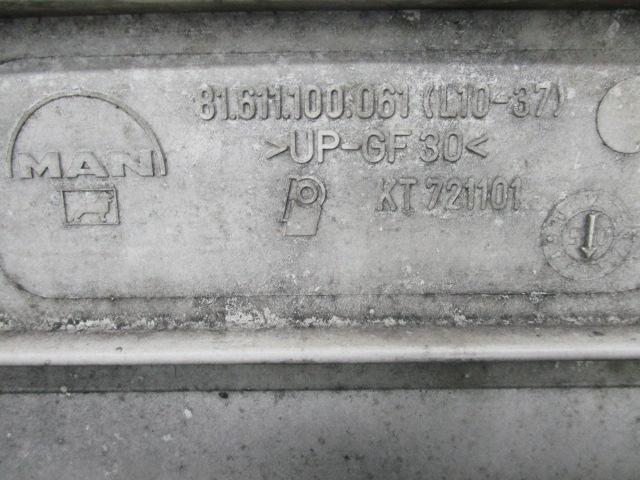 81.611.100.061 (L10-37)
>UP-GF 30<
MAN
KT 721101